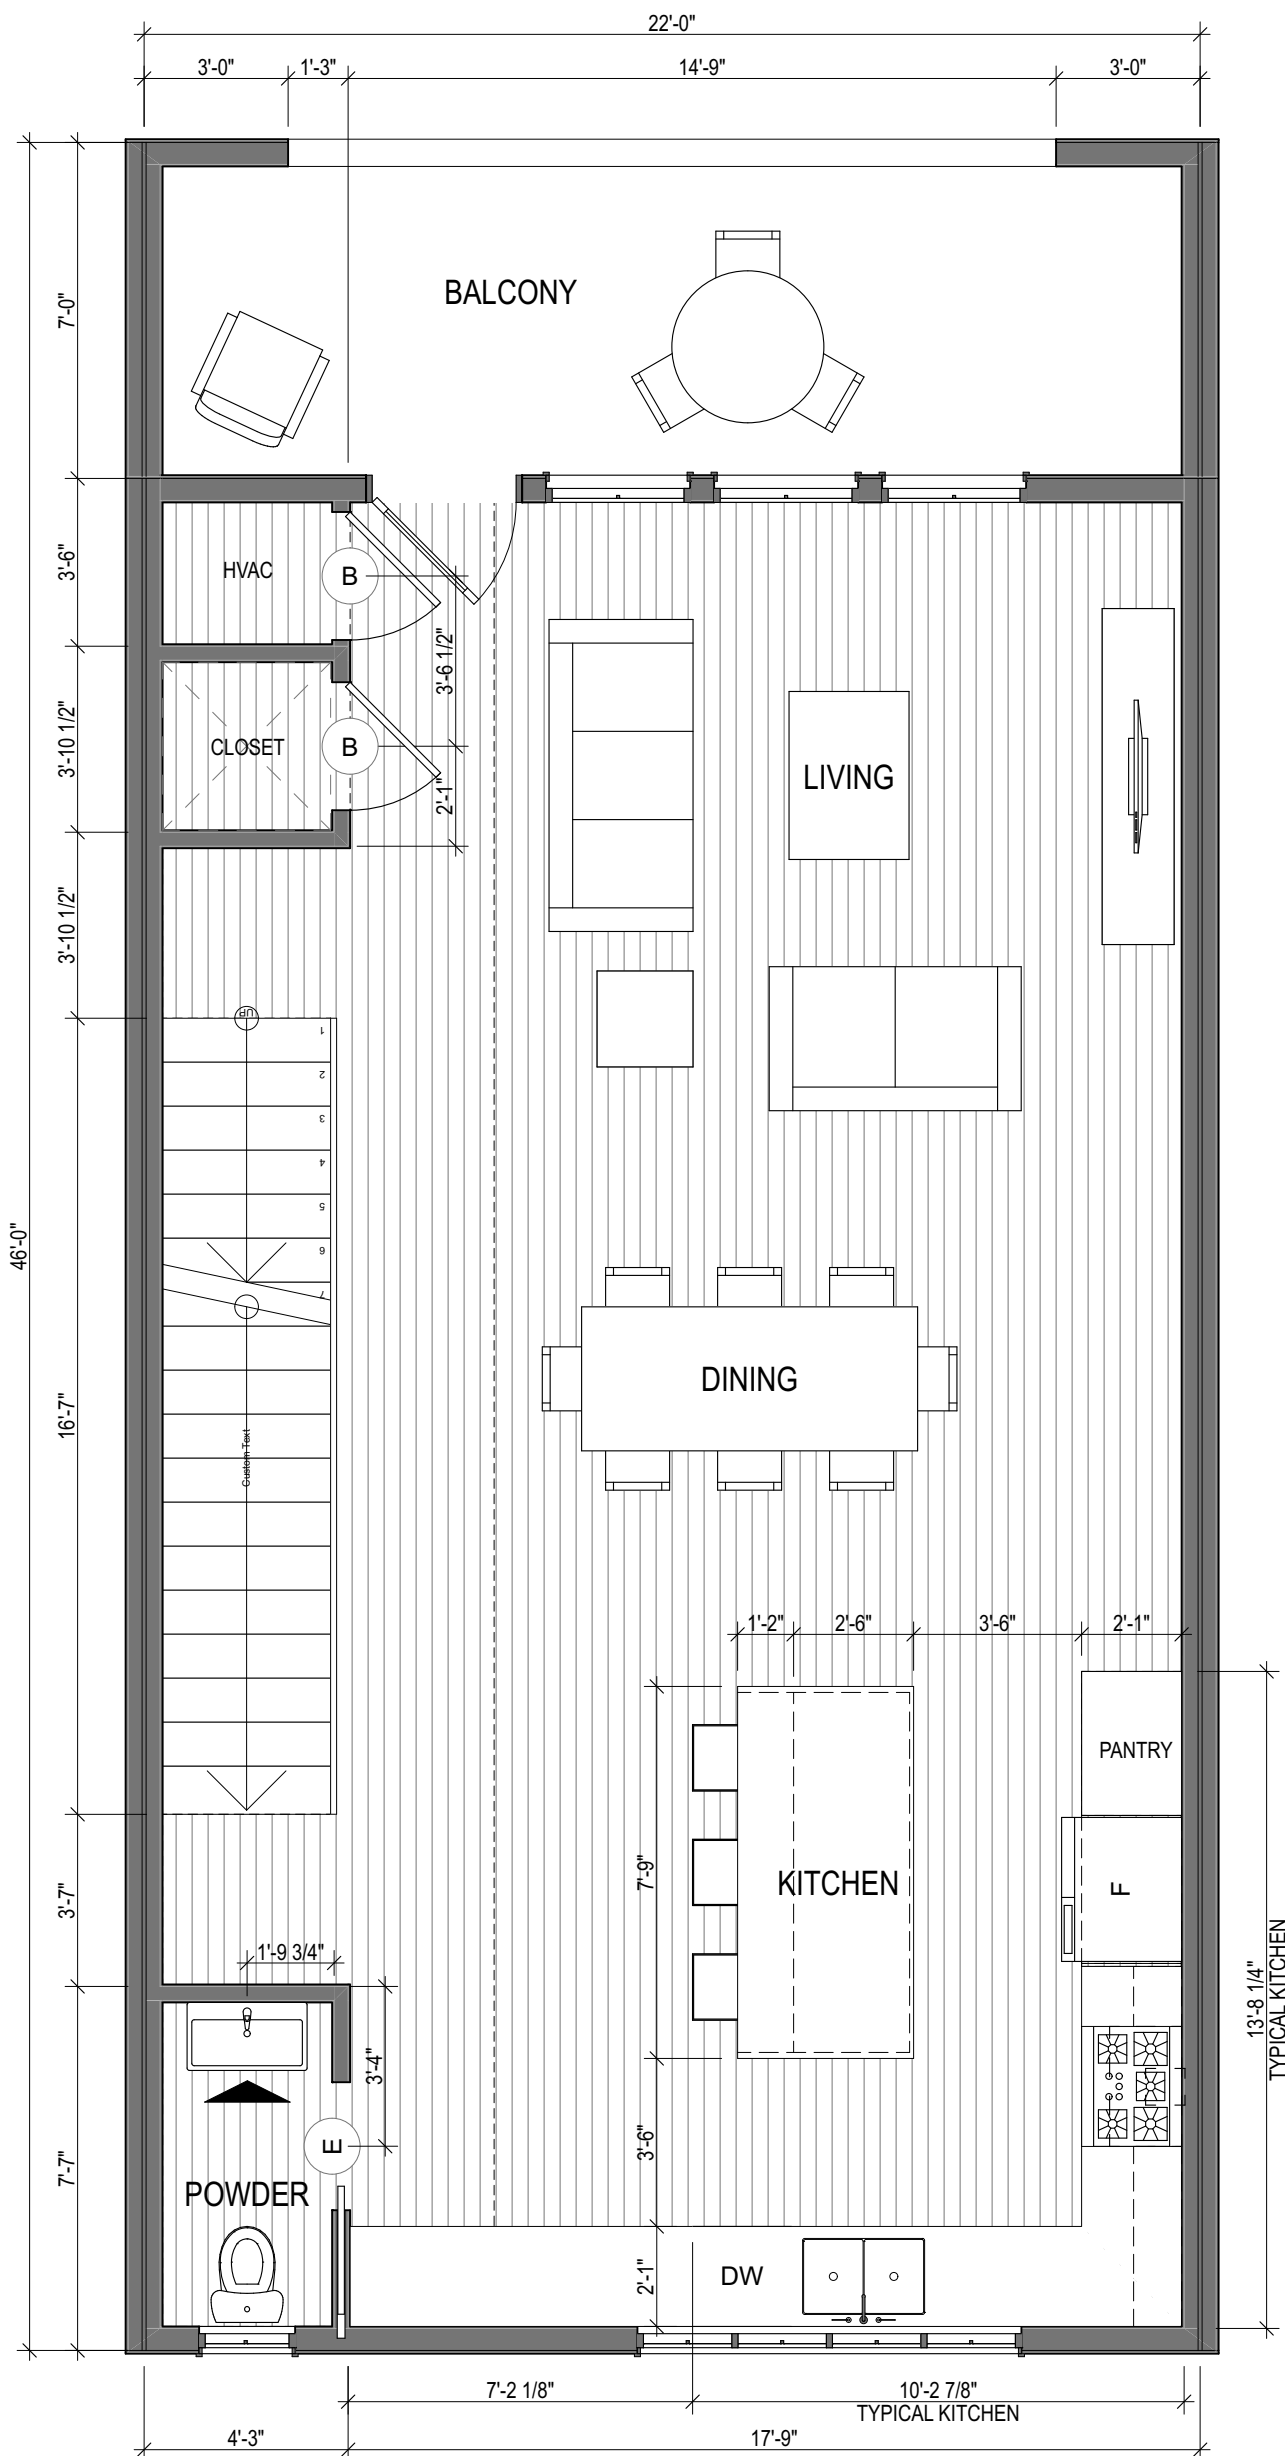 22'-0"
3'-0"
1'-3"
14'-9"
3'-0"
7'-0"
BALCONY
3'-6"
HVAC
B
3'-6 1/2"
3'-10 1/2"
CLOSET
B
2'-1"
LIVING
3'-10 1/2"
UP
1
2
3
4
5
6
7
46'-0"
16'-7"
Custom Text
DINING
1'-2"
2'-6"
3'-6"
2'-1"
PANTRY
7'-9"
KITCHEN
F
3'-7"
1'-9 3/4"
13'-8 1/4"
TYPICAL KITCHEN
3'-4"
E
3'-6"
7'-7"
POWDER
2'-1"
DW
7'-2 1/8"
10'-2 7/8"
TYPICAL KITCHEN
4'-3"
17'-9"